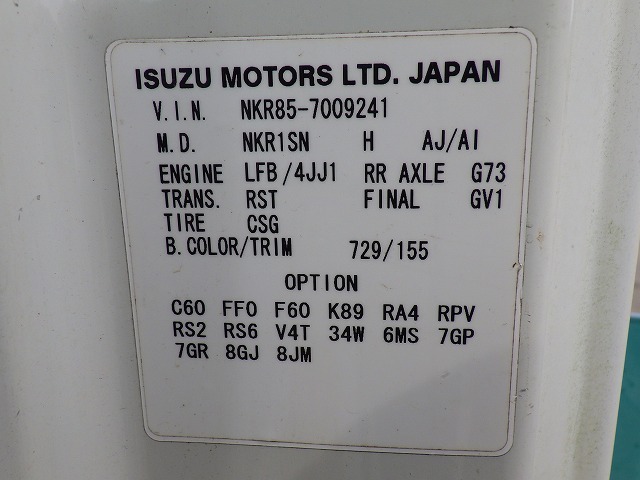 ISUZU MOTORS LTD. JAPAN
V.I.N. NKR85-7009241
M.D. NKR1SN H AJ/AI
ENGINE LFB/4JJ1 RR AXLE G73
TRANS. RST FINAL GV1
TIRE CSG
B.COLOR/TRIM 729/155
OPTION
C60 FF0 F60 K89 RA4 RPV
RS2 RS6 V4T 34W 6MS 7GP
7GR 8GJ 8JM